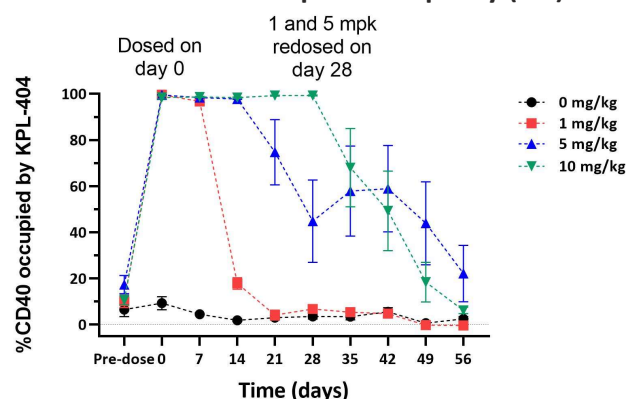 Dosed on
day 0
1 and 5 mpk
redosed on
day 28
%CD40 occupied by KPL-404
100
80
60
40
20
0
Pre-dose 0 7 14 21 28 35 42 49 56
Time (days)
0 mg/kg
1 mg/kg
5 mg/kg
10 mg/kg